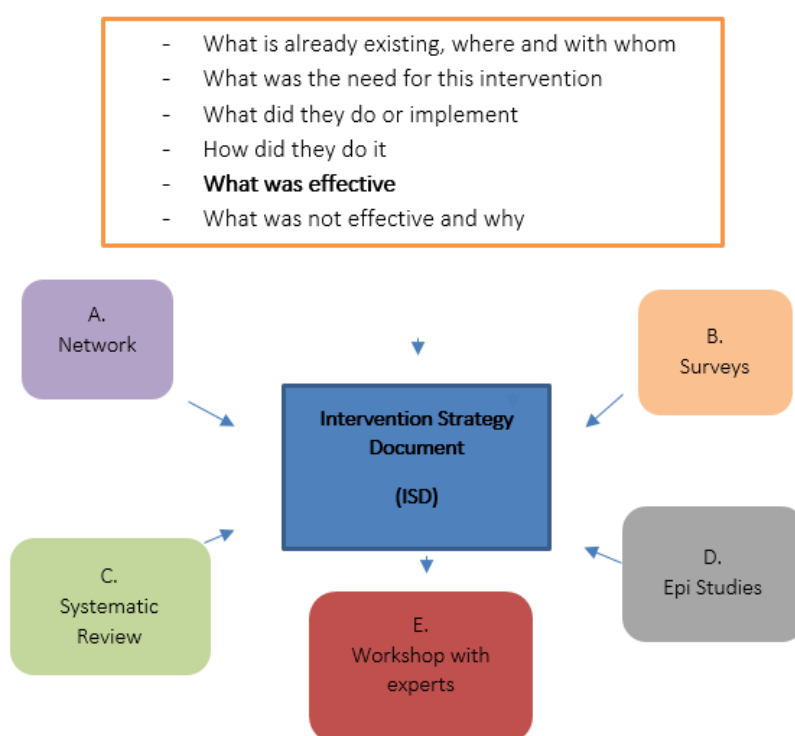 - What is already existing, where and with whom
- What was the need for this intervention
- What did they do or implement
- How did they do it
- What was effective
- What was not effective and why
A.
Network
B.
Surveys
Intervention Strategy
Document
(ISD)
C.
Systematic
Review
D.
Epi Studies
E.
Workshop with
experts